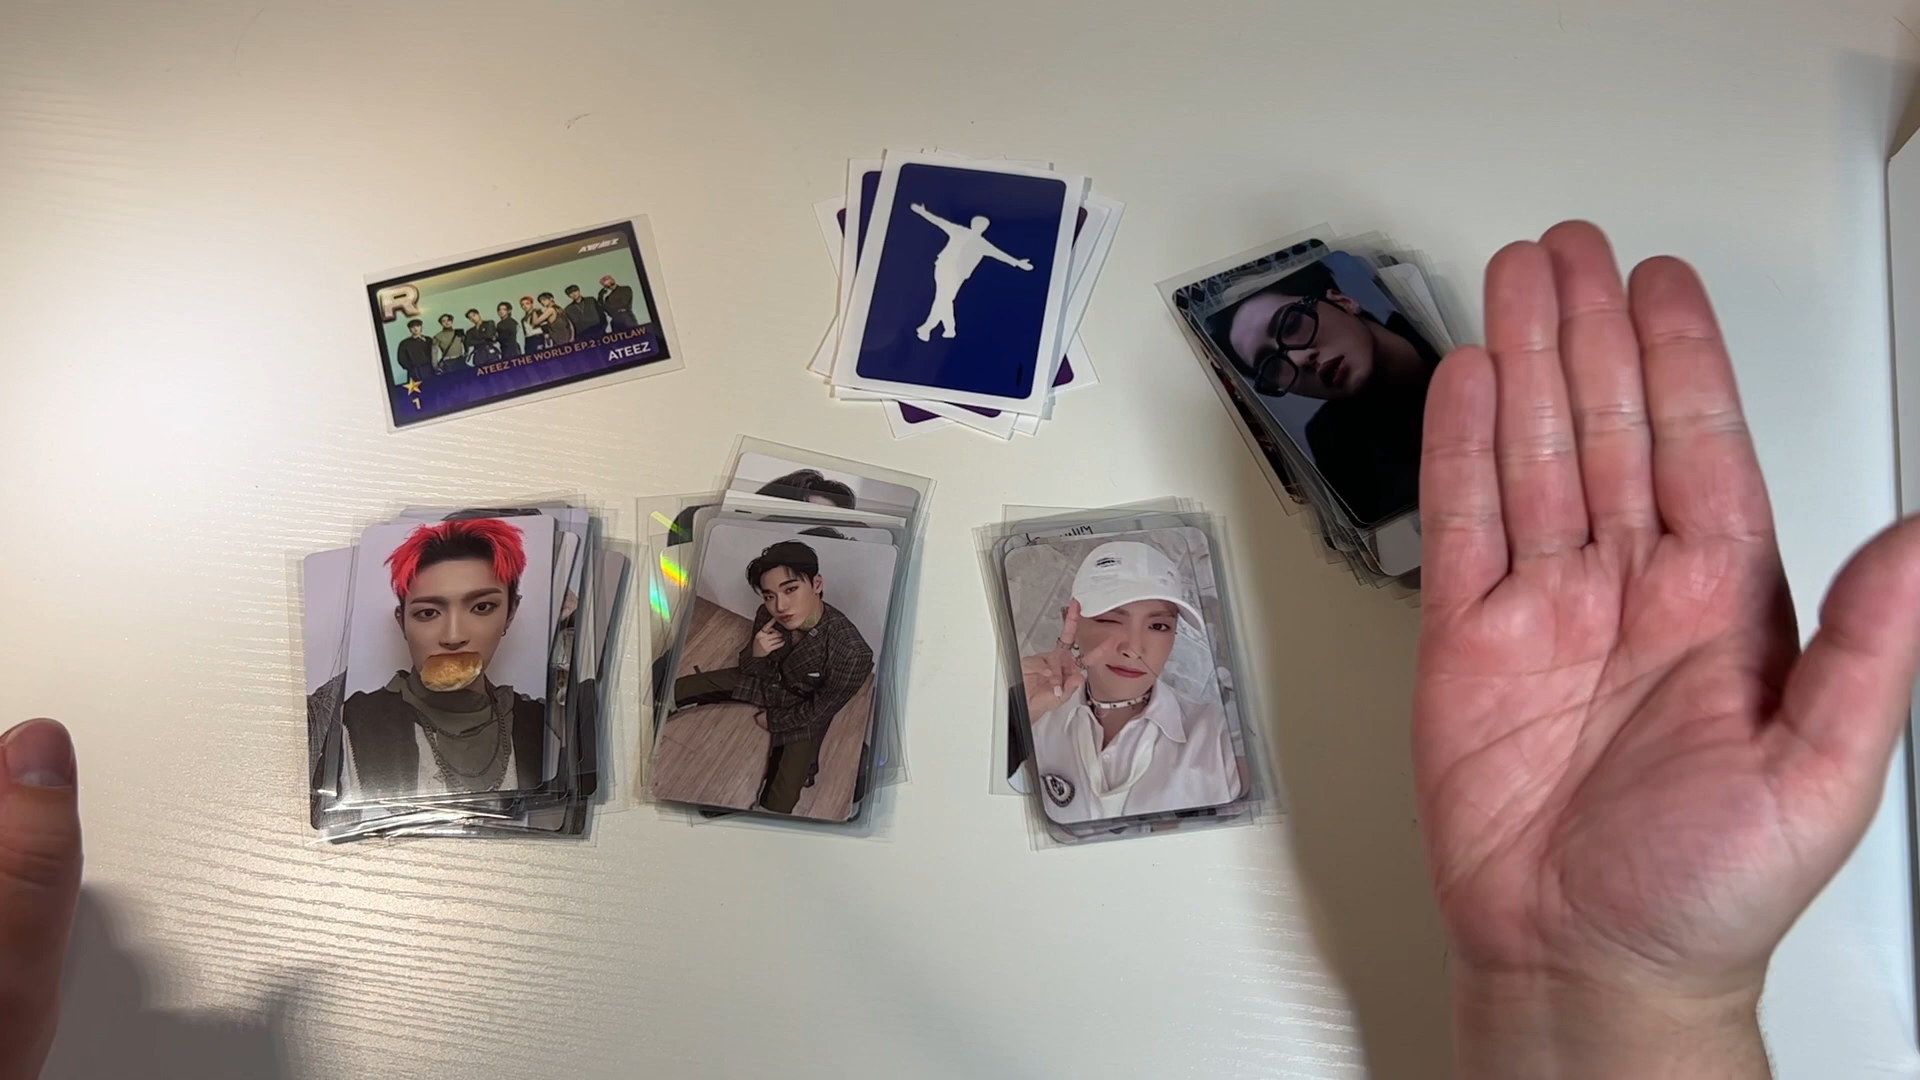 ATEEZ
R
ATEEZ THE WORLD EP.2 : OUTLAW
ATEEZ
1